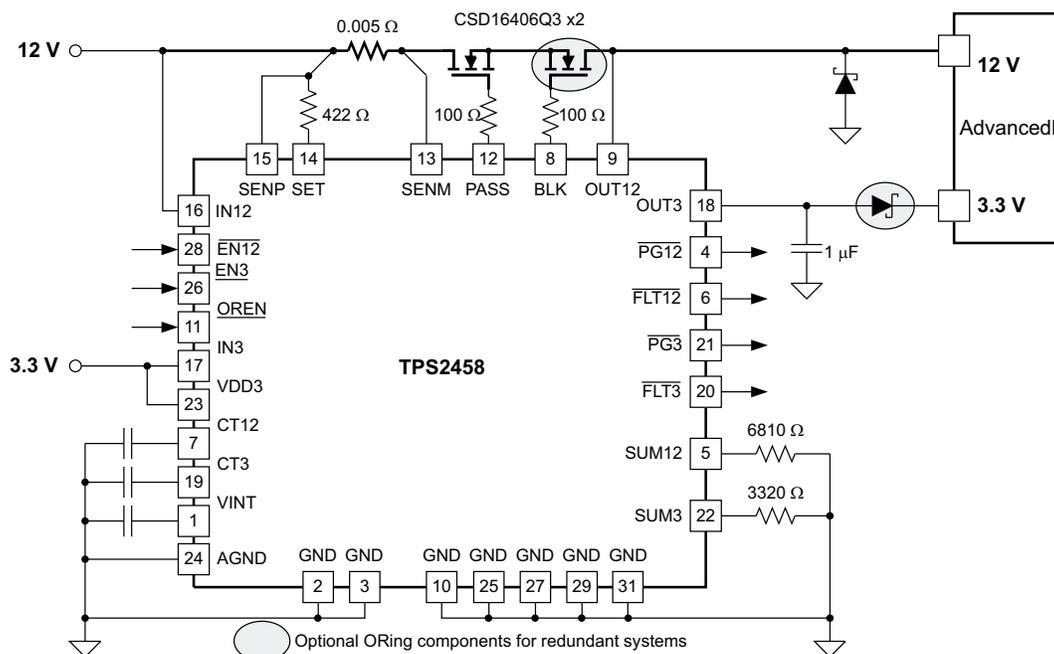 CSD16406Q3 x2
0.005 Ω
12 V
12 V
422 Ω
100 Ω
100 Ω
AdvancedI
15
14
13
12
8
9
SENP
SET
SENM
PASS
BLK
OUT12
16
IN12
OUT3
18
3.3 V
28
EN12
PG12
4
1 μF
EN3
26
FLT12
6
OREN
11
IN3
PG3
21
3.3 V
17
TPS2458
VDD3
23
FLT3
20
CT12
7
6810 Ω
SUM12
5
CT3
19
3320 Ω
VINT
1
SUM3
22
24
AGND
GND
GND
GND
GND
GND
GND
GND
2
3
10
25
27
29
31
Optional ORing components for redundant systems